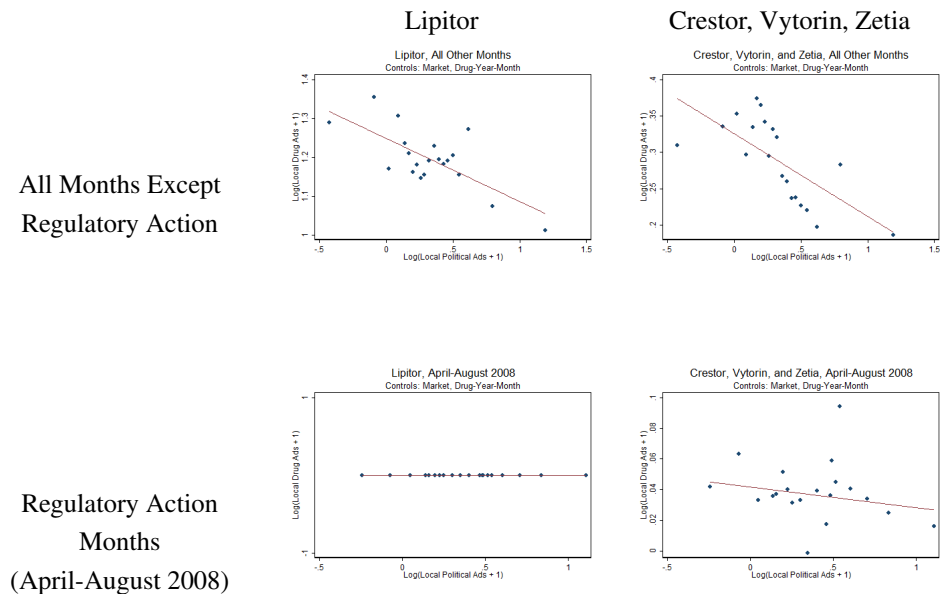 Lipitor
Crestor, Vytorin, Zetia
All Months Except
Regulatory Action
Lipitor, All Other Months
Controls: Market, Drug-Year-Month
Log(Local Drug Ads + 1)
1.4
1.3
1.2
1.1
1
-.5
0
.5
1
1.5
Log(Local Political Ads + 1)
Crestor, Vytorin, and Zetia, All Other Months
Controls: Market, Drug-Year-Month
Log(Local Drug Ads + 1)
.4
.35
.3
.25
.2
-.5
0
.5
1
1.5
Log(Local Political Ads + 1)
Regulatory Action
Months
(April-August 2008)
Lipitor, April-August 2008
Controls: Market, Drug-Year-Month
Log(Local Drug Ads + 1)
1
-1
-.5
0
.5
1
Log(Local Political Ads + 1)
Crestor, Vytorin, and Zetia, April-August 2008
Controls: Market, Drug-Year-Month
Log(Local Drug Ads + 1)
.1
.08
.06
.04
.02
0
-.5
0
.5
1
Log(Local Political Ads + 1)